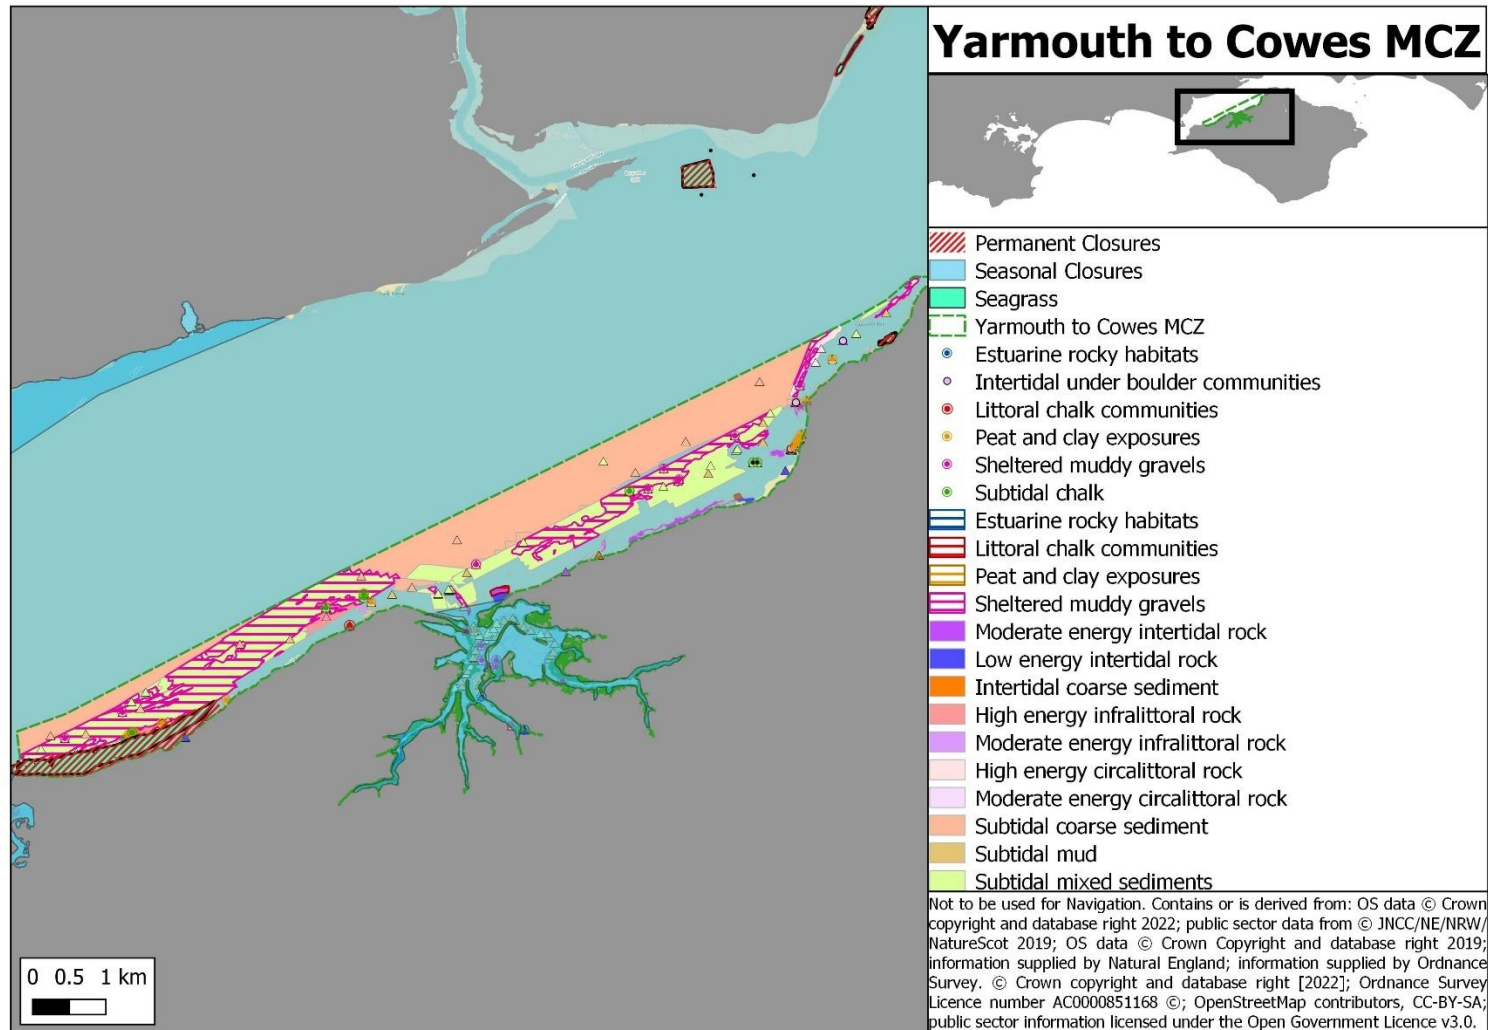 Yarmouth to Cowes MCZ
Permanent Closures
Seasonal Closures
Seagrass
Yarmouth to Cowes MCZ
Estuarine rocky habitats
Intertidal under boulder communities
Littoral chalk communities
Peat and clay exposures
Sheltered muddy gravels
Subtidal chalk
Estuarine rocky habitats
Littoral chalk communities
Peat and clay exposures
Sheltered muddy gravels
Moderate energy intertidal rock
Low energy intertidal rock
Intertidal coarse sediment
High energy infralittoral rock
Moderate energy infralittoral rock
High energy circalittoral rock
Moderate energy circalittoral rock
Subtidal coarse sediment
Subtidal mud
Subtidal mixed sediments
Not to be used for Navigation. Contains or is derived from: OS data © Crown
copyright and database right 2022; public sector data from © JNCC/NE/NRW/
NatureScot 2019; OS data © Crown Copyright and database right 2019;
information supplied by Natural England; information supplied by Ordnance
Survey. © Crown copyright and database right [2022]; Ordnance Survey
Licence number AC0000851168 ©; OpenStreetMap contributors, CC-BY-SA;
public sector information licensed under the Open Government Licence v3.0.
0 0.5 1 km